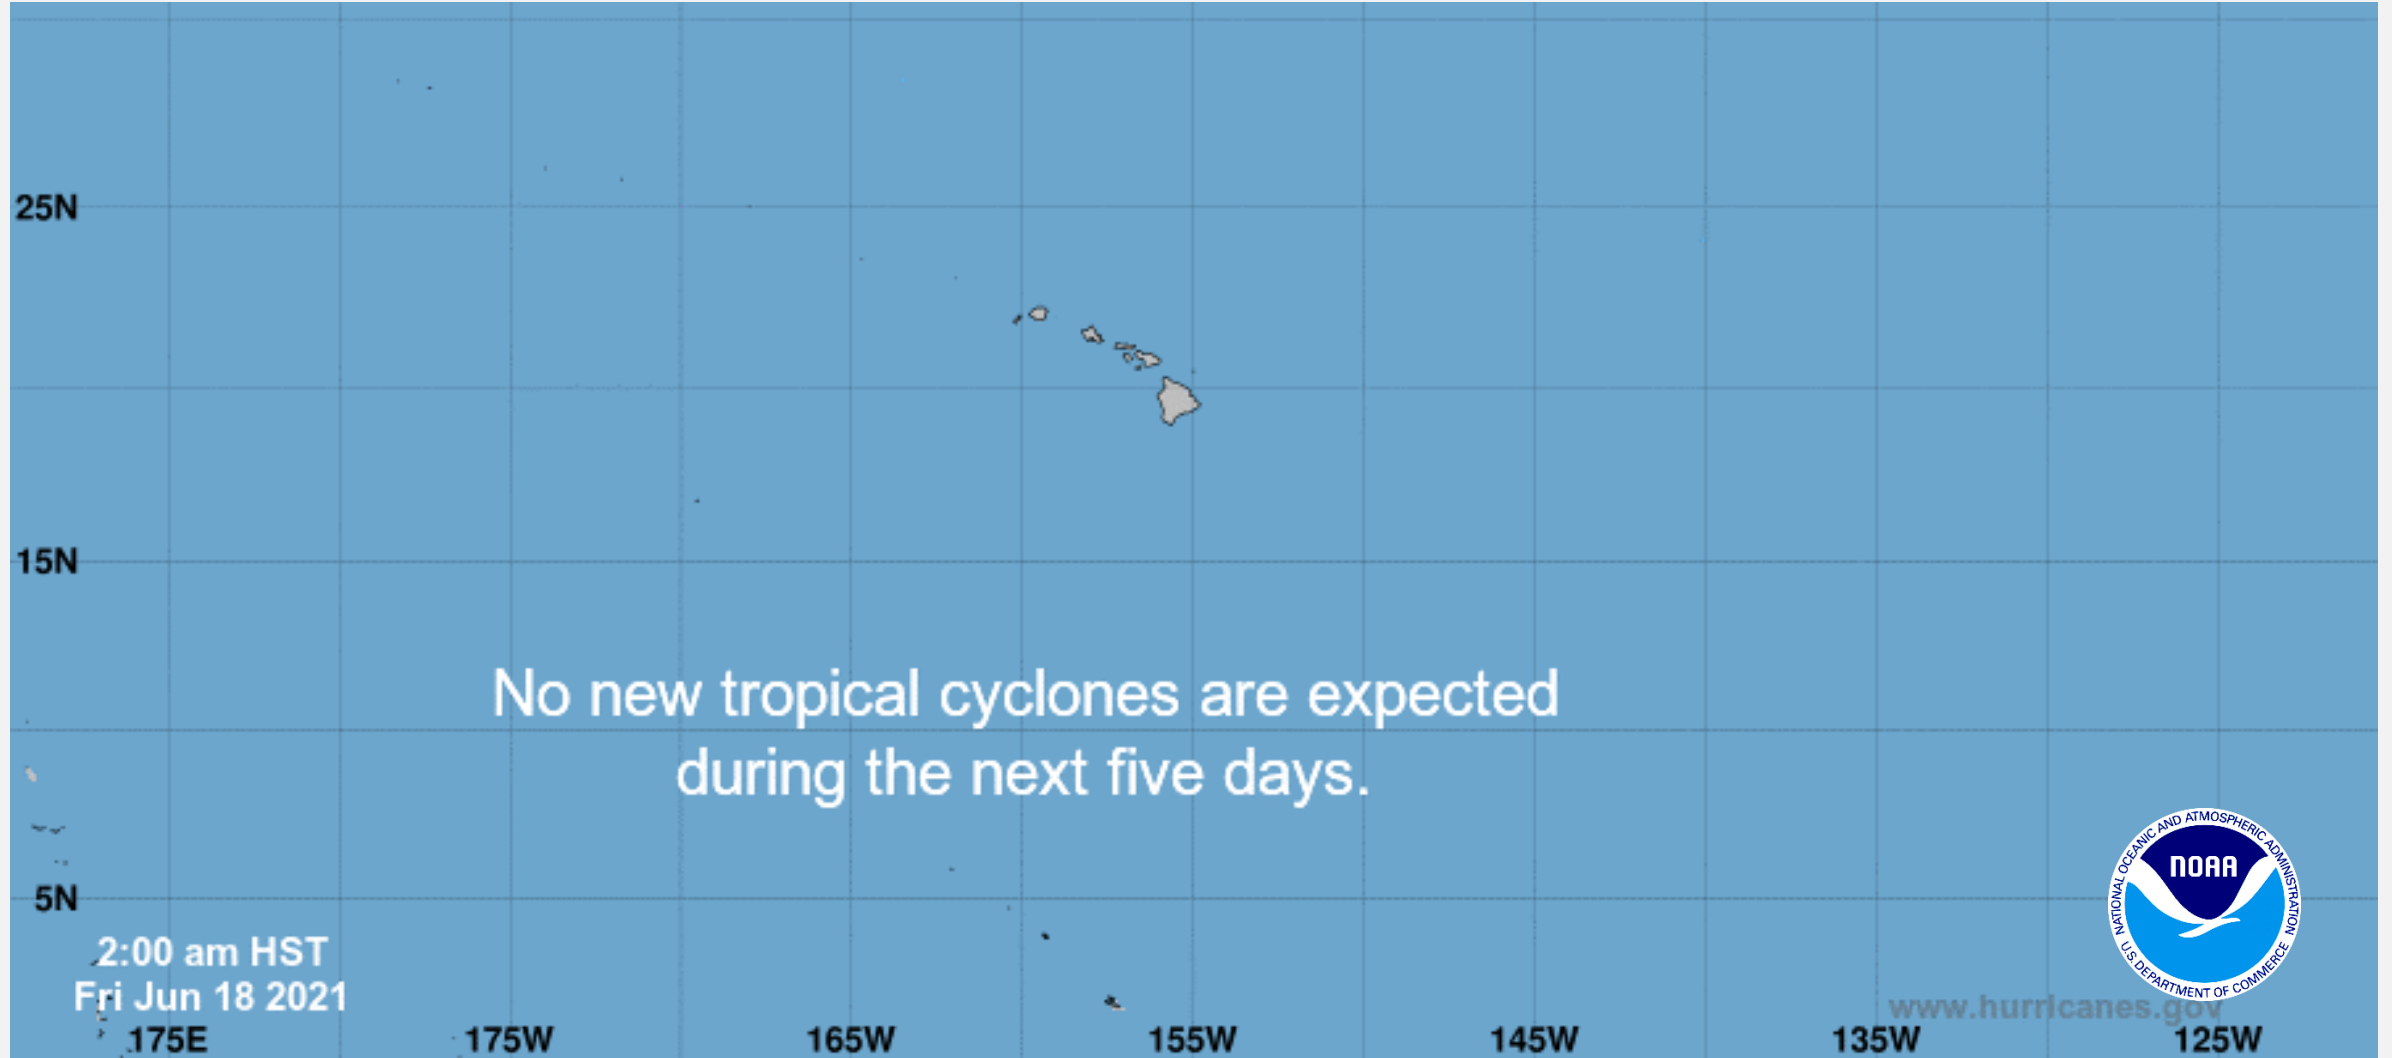 25N
15N
No new tropical cyclones are expected
during the next five days.
5N
NATIONAL OCEANIC AND ATMOSPHERIC ADMINISTRATION
NOAA
U.S. DEPARTMENT OF COMMERCE
2:00 am HST
Fri Jun 18 2021
www.hurricanes.gov
175E 175W 165W 155W 145W 135W 125W